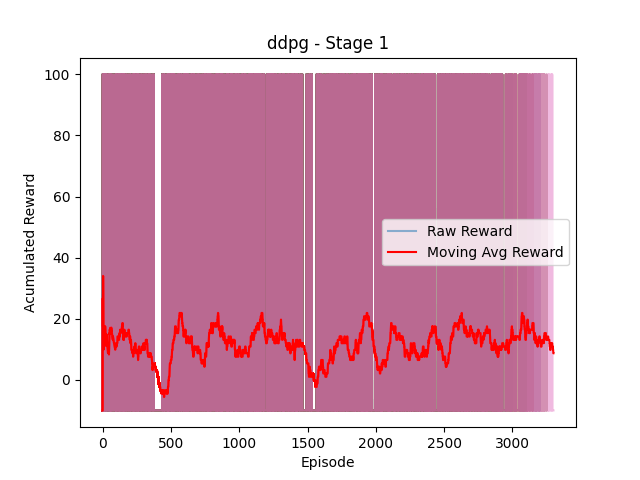 ddpg - Stage 1
100
80
60
40
20
0
Acumulated Reward
Raw Reward
Moving Avg Reward
0 500 1000 1500 2000 2500 3000
Episode